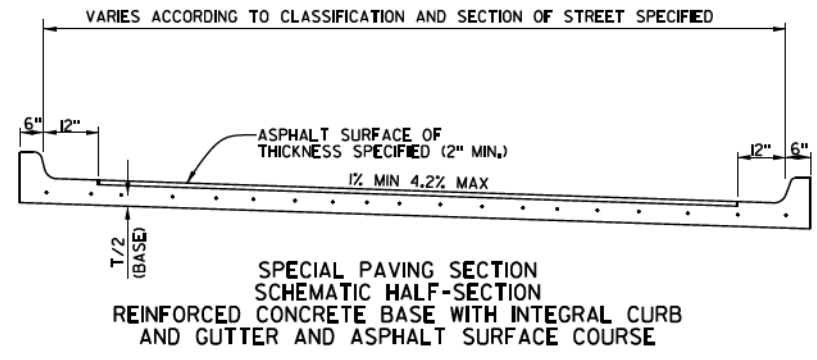 VARIES ACCORDING TO CLASSIFICATION AND SECTION OF STREET SPECIFIED
6" 12" 12" 6"
ASPHALT SURFACE OF
THICKNESS SPECIFIED (2" MIN.)
1% MIN 4.2% MAX
T/2
(BASE)
SPECIAL PAVING SECTION
SCHEMATIC HALF-SECTION
REINFORCED CONCRETE BASE WITH INTEGRAL CURB
AND GUTTER AND ASPHALT SURFACE COURSE